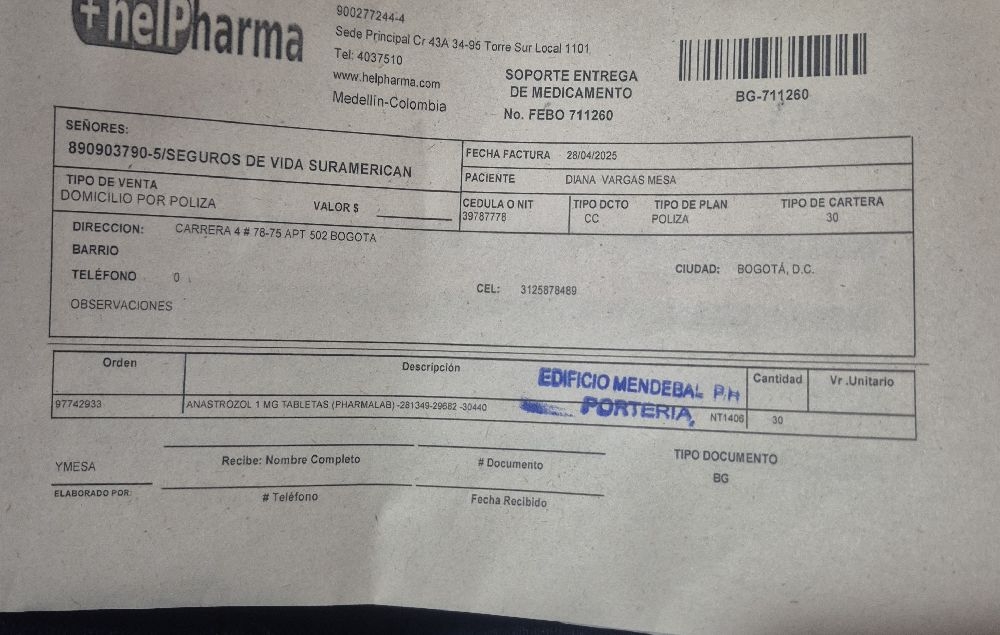 +helPharma
900277244-4
Sede Principal Cr 43A 34-95 Torre Sur Local 1101
Tel: 4037510
www.helpharma.com
Medellín-Colombia
SOPORTE ENTREGA
DE MEDICAMENTO
No. FEBO 711260
BG-711260
SEÑORES:
890903790-5/SEGUROS DE VIDA SURAMERICAN
FECHA FACTURA 28/04/2025
PACIENTE DIANA VARGAS MESA
TIPO DE VENTA
DOMICILIO POR POLIZA
VALOR $
CEDULA O NIT
39787778
TIPO DCTO
CC
TIPO DE PLAN
POLIZA
TIPO DE CARTERA
30
DIRECCION: CARRERA 4 # 78-75 APT 502 BOGOTA
BARRIO
TELÉFONO 0
CIUDAD: BOGOTÁ, D.C.
CEL: 3125878489
OBSERVACIONES
Orden Descripción Cantidad Vr .Unitario
EDIFICIO MENDEBAL P.H
PORTERIA
97742933 ANASTROZOL 1 MG TABLETAS (PHARMALAB) -281349-29682 -30440 NT1406 30
YMESA
ELABORADO POR:
Recibe: Nombre Completo
# Documento
# Teléfono
Fecha Recibido
TIPO DOCUMENTO
BG